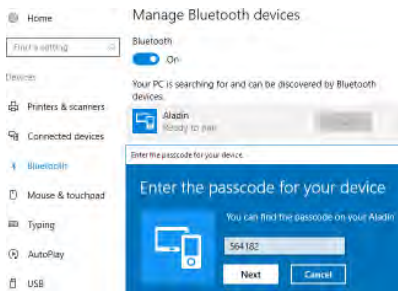 Home
Find a setting
Devices
Printers & scanners
Connected devices
Bluetooth
Mouse & touchpad
Typing
AutoPlay
USB
Manage Bluetooth devices
Bluetooth
On
Your PC is searching for and can be discovered by Bluetooth
devices.
Aladin
Ready to pair
Enter the passcode for your device
Enter the passcode for your device
You can find the passcode on your Aladin
564182
Next
Cancel